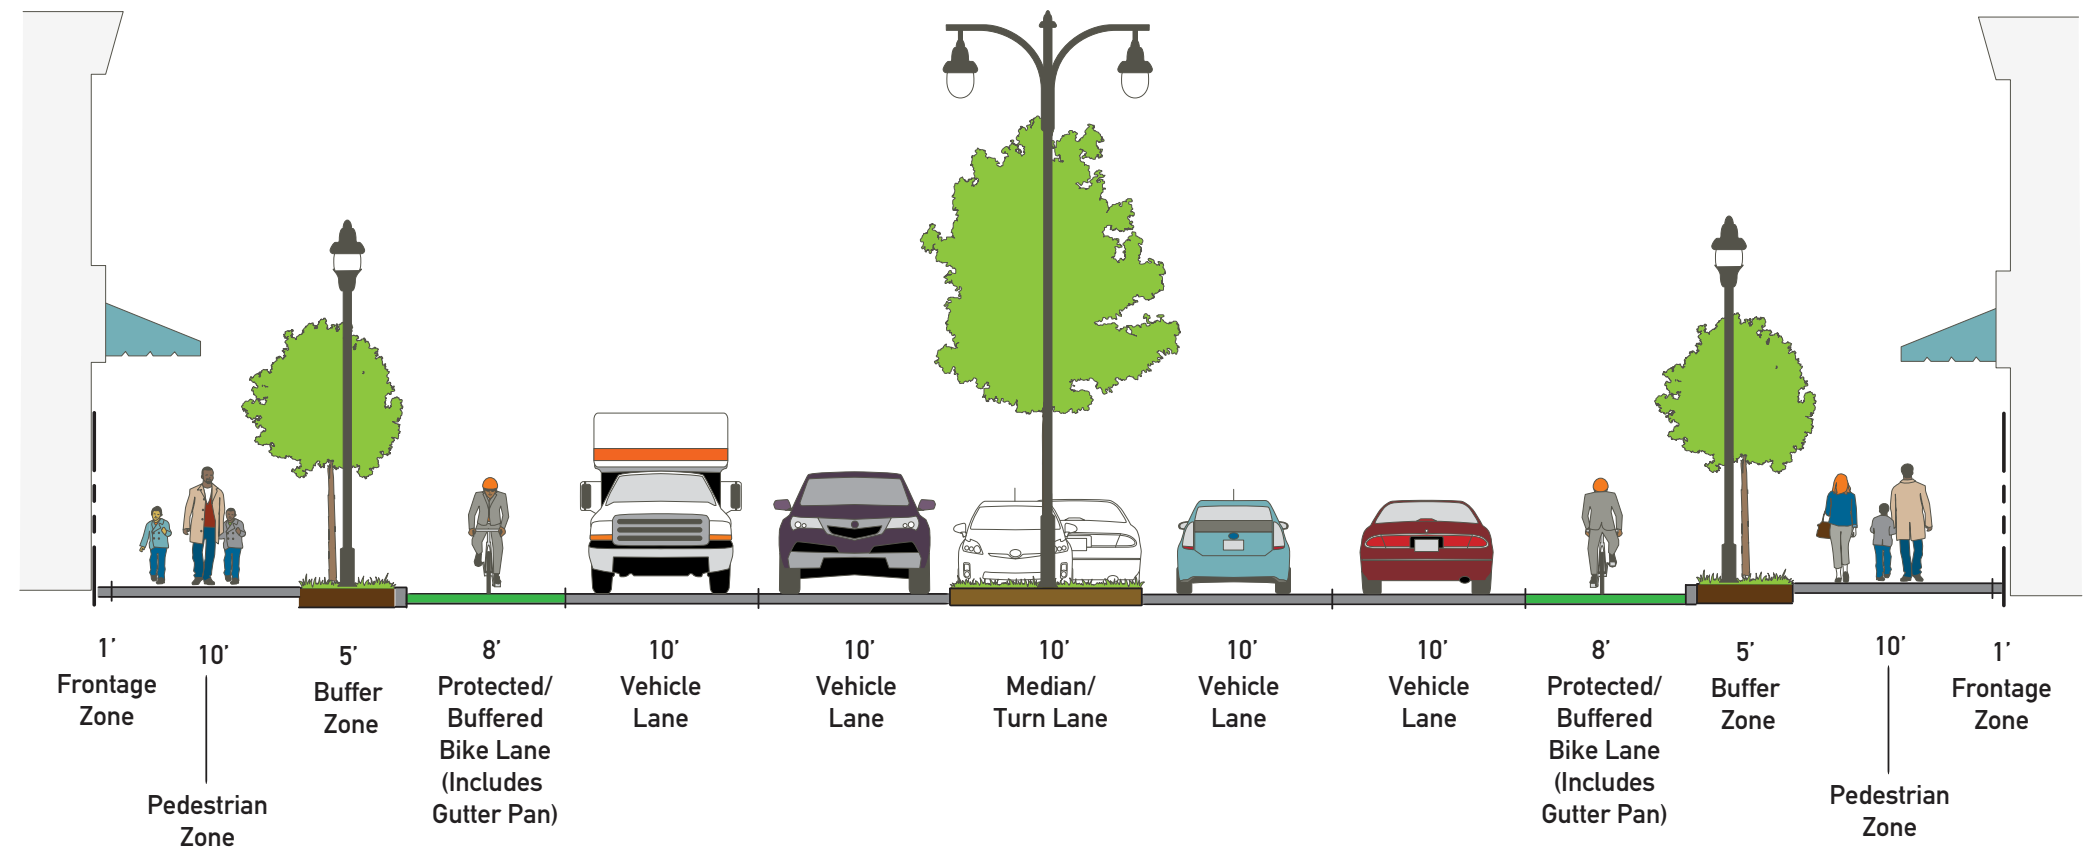 1’
Frontage
Zone
10’
Pedestrian
Zone
5’
Buffer
Zone
8’
Protected/
Buffered
Bike Lane
(Includes
Gutter Pan)
10’
Vehicle
Lane
10’
Vehicle
Lane
10’
Median/
Turn Lane
10’
Vehicle
Lane
10’
Vehicle
Lane
8’
Protected/
Buffered
Bike Lane
(Includes
Gutter Pan)
5’
Buffer
Zone
10’
Pedestrian
Zone
1’
Frontage
Zone